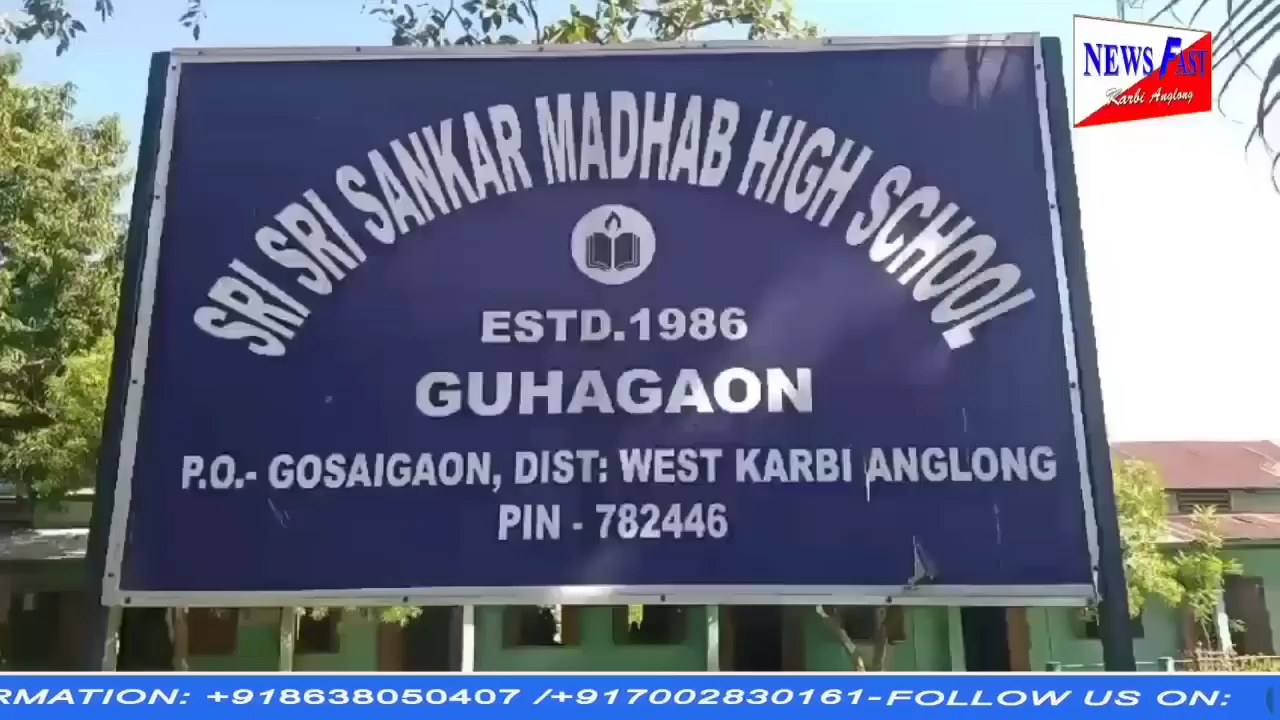 NEWS FAST
Karbi Anglong
SRI SRI SANKAR MADHAB HIGH SCHOOL
ESTD.1986
GUHAGAON
P.O.- GOSAIGAON, DIST: WEST KARBI ANGLONG
PIN - 782446
RMATION: +918638050407 /+917002830161-FOLLOW US ON: